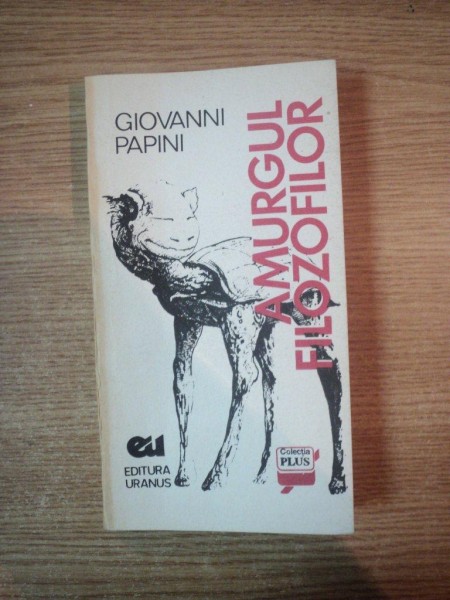 GIOVANNI
PAPINI
AMURGUL
FILOZOFILOR
eu
EDITURA
URANUS
Colecția
PLUS